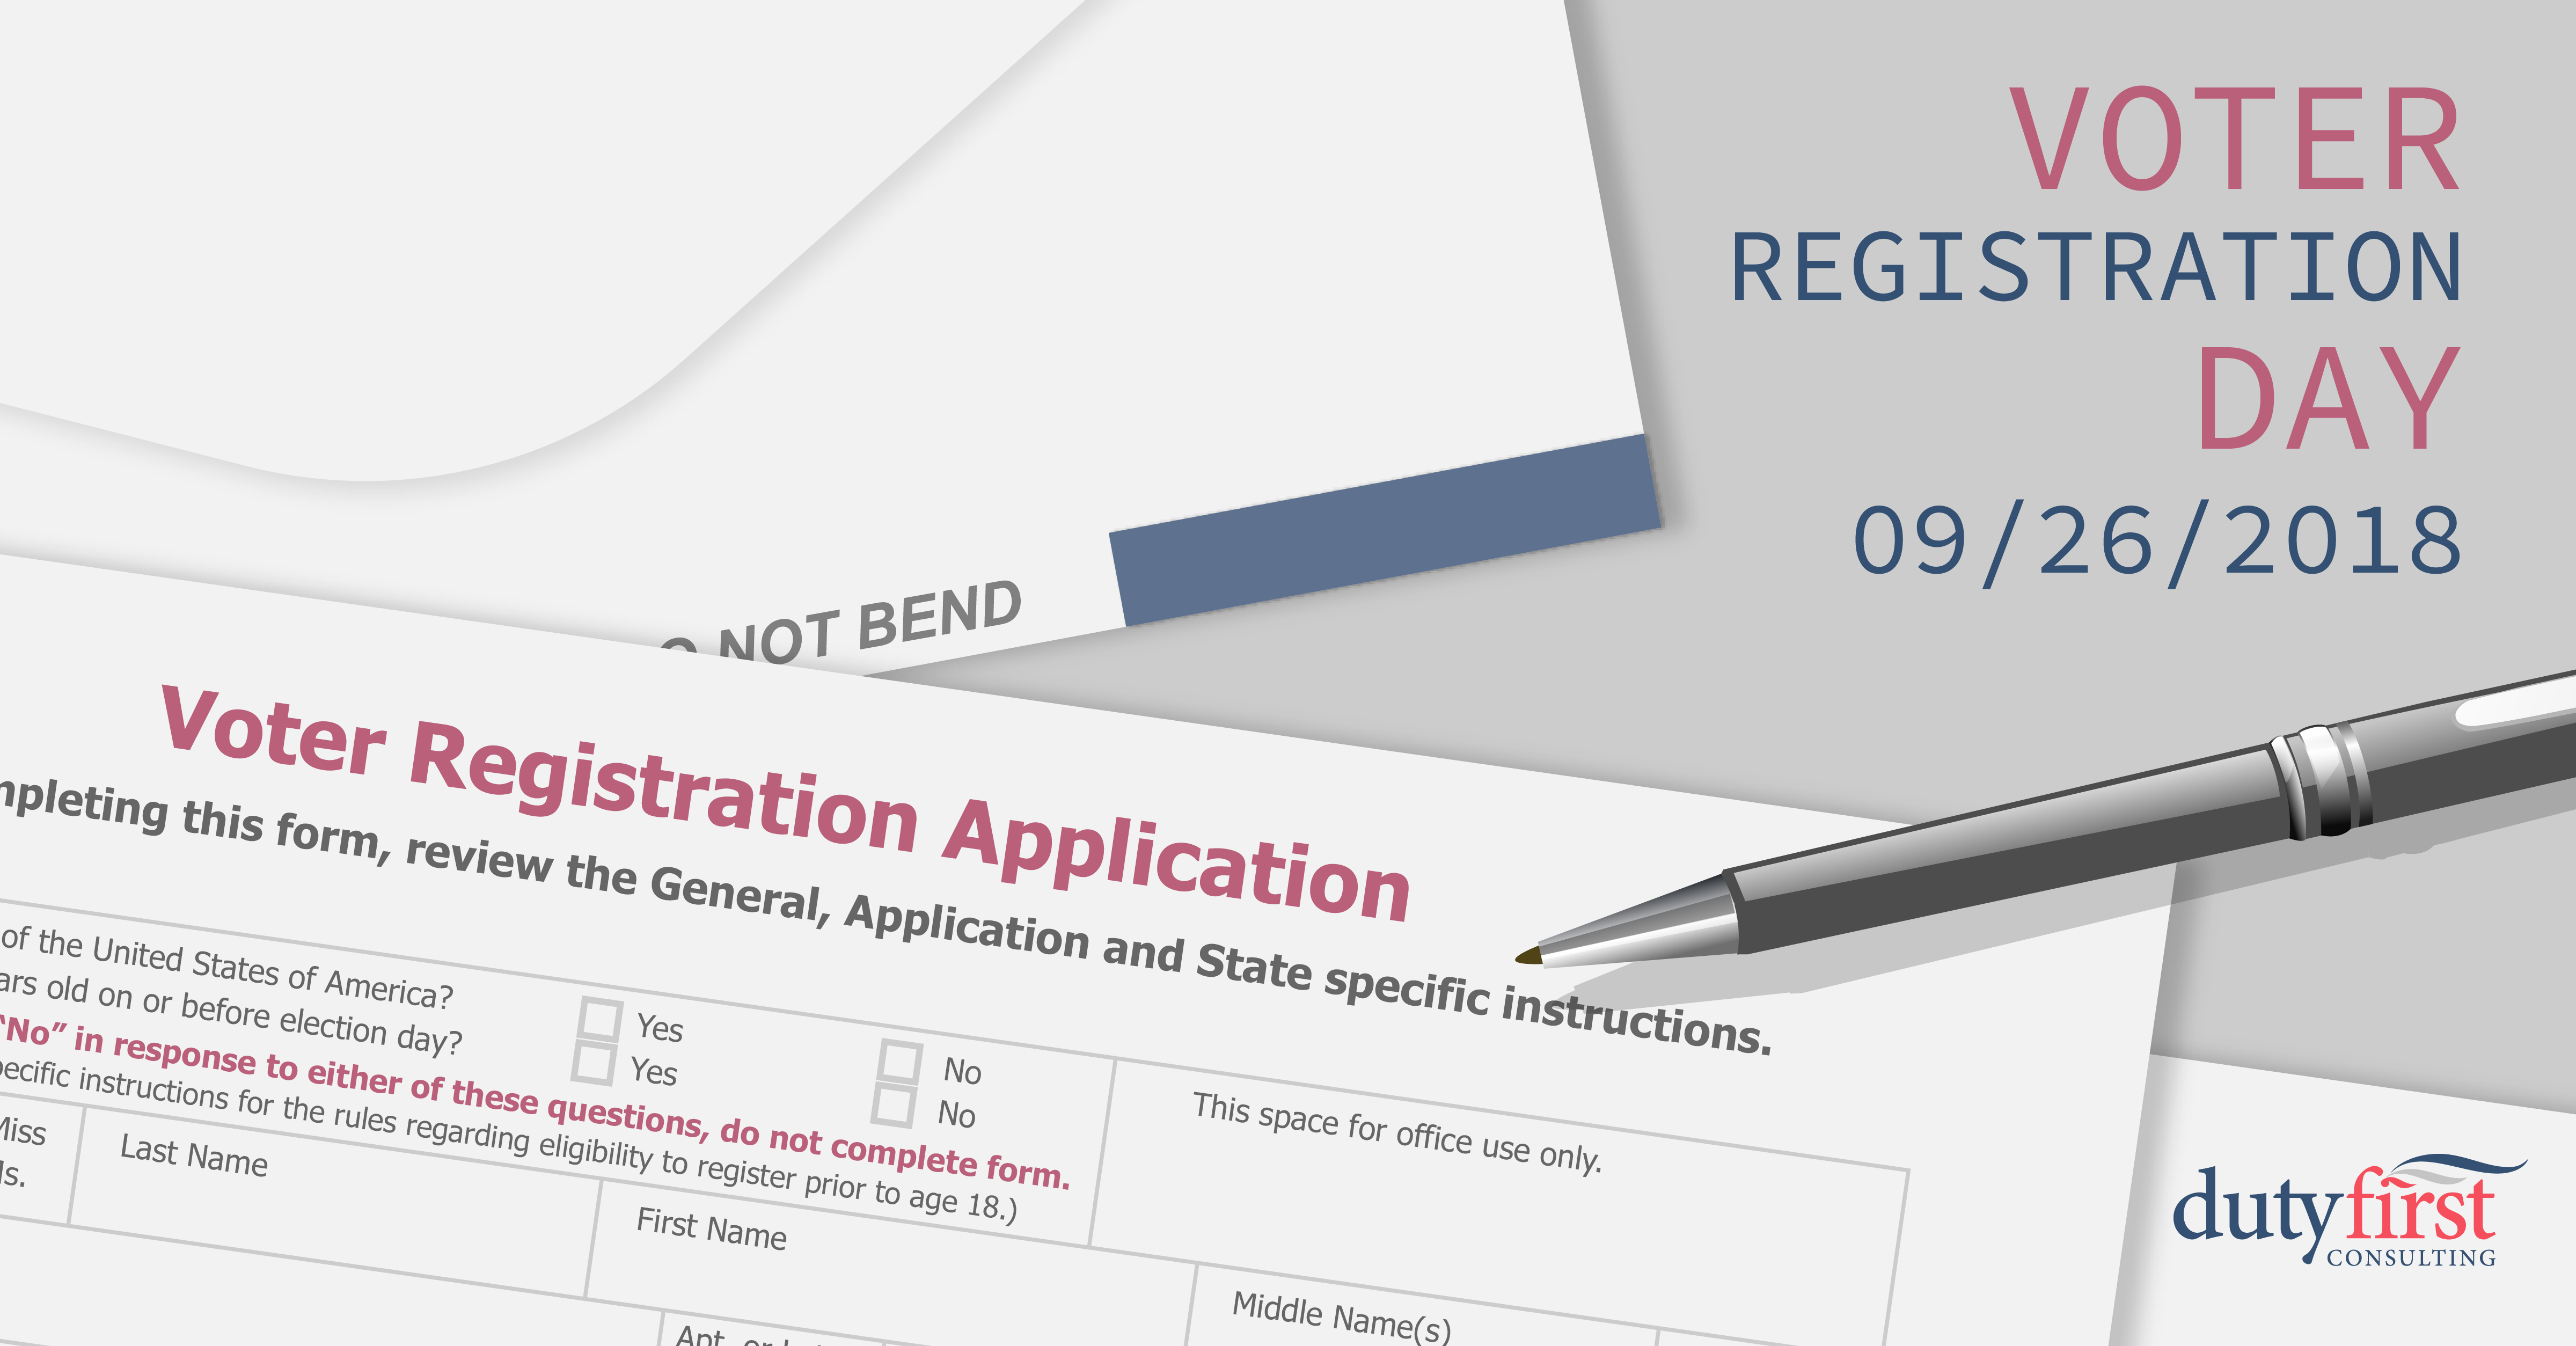 VOTER
REGISTRATION
DAY
09/26/2018
NOT BEND
Voter Registration Application
this form, review the General, Application and State specific instructions.
of the United States of America?
old on or before election day?
Yes
No
Yes
No
“No” in response to either of these questions, do not complete form.
instructions for the rules regarding eligibility to register prior to age 18.)
This space for office use only.
Miss
Last Name
First Name
Middle Name(s)
Apt.
dutyfirst
CONSULTING